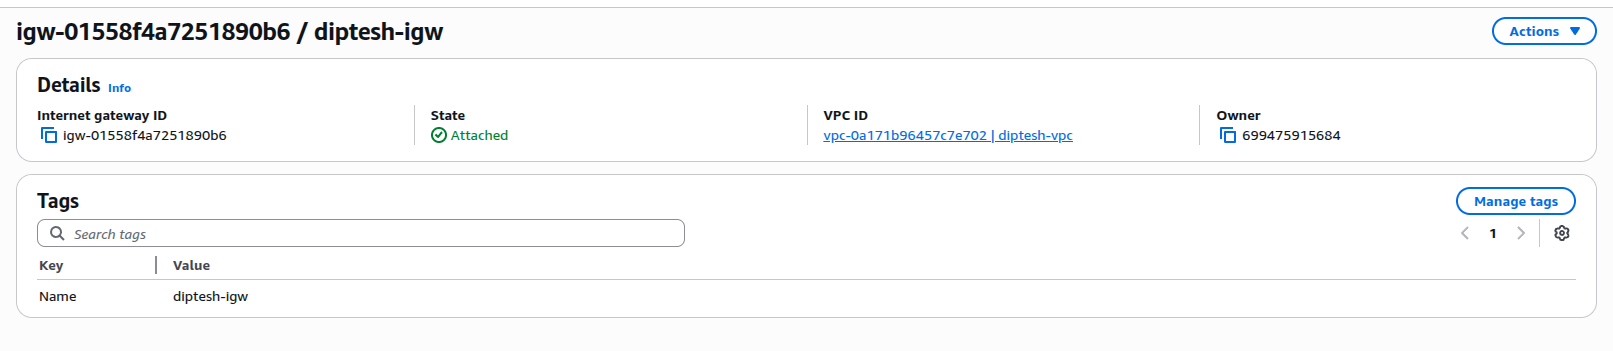 igw-01558f4a7251890b6 / diptesh-igw
Actions
Details Info
Internet gateway ID
igw-01558f4a7251890b6
State
Attached
VPC ID
vpc-0a171b96457c7e702 | diptesh-vpc
Owner
699475915684
Tags
Manage tags
Search tags
1
Key Value
Name diptesh-igw